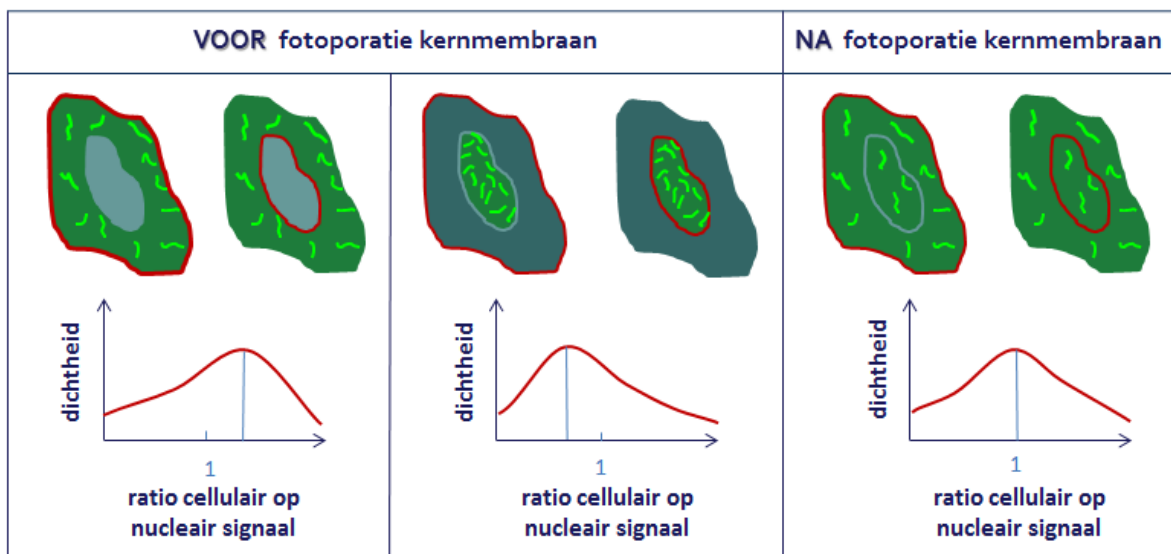 VOOR fotoporatie kernmembraan
NA fotoporatie kernmembraan
dichtheid
1
ratio cellulair op
nucleair signaal
dichtheid
1
ratio cellulair op
nucleair signaal
dichtheid
1
ratio cellulair op
nucleair signaal